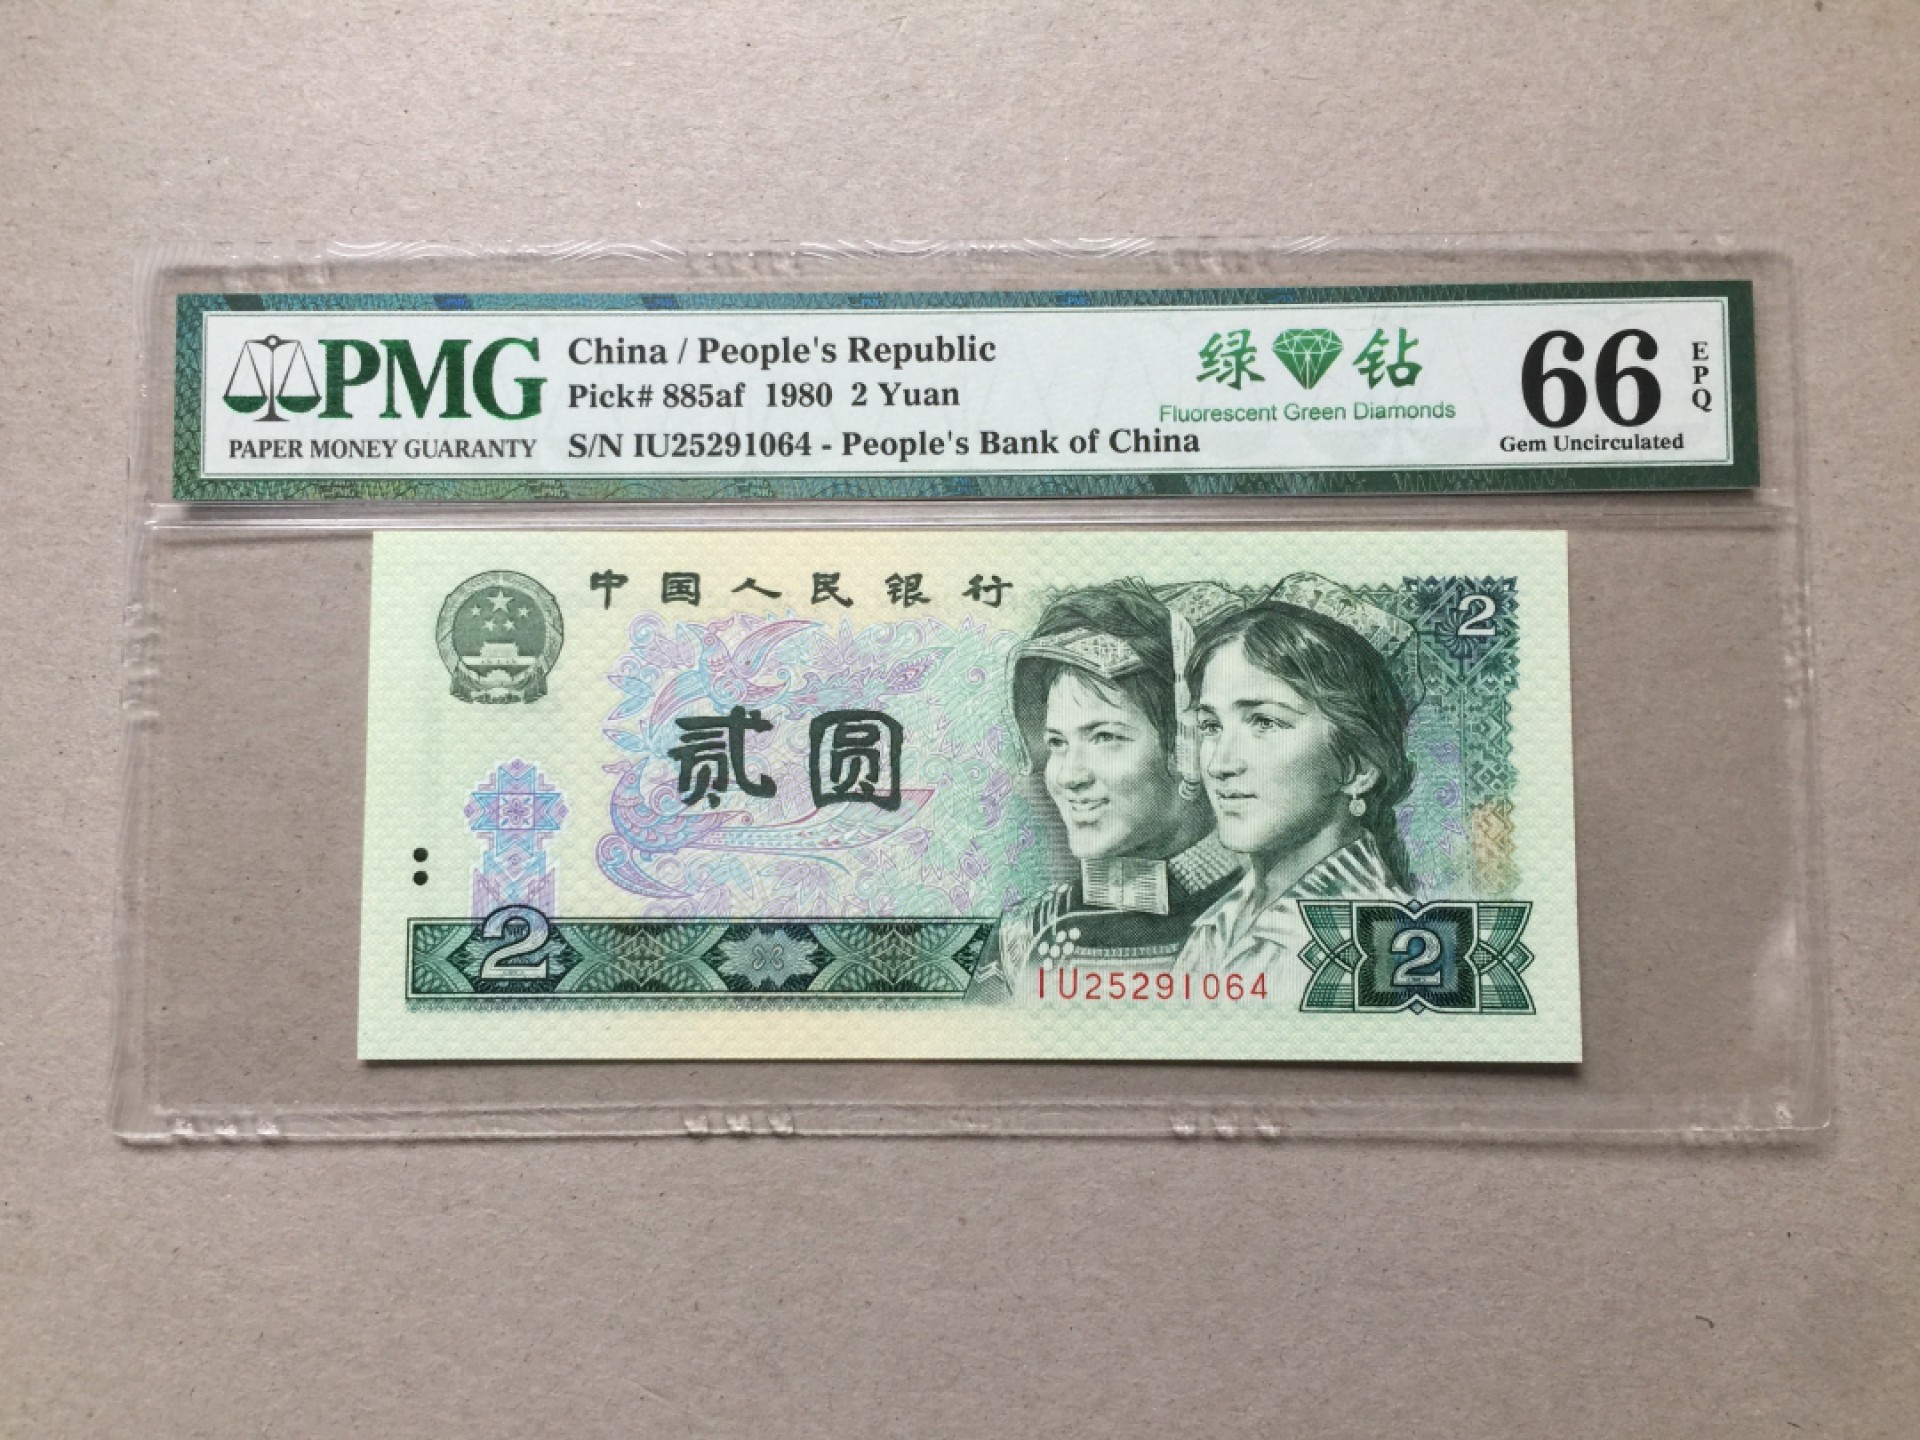 PMG
PAPER MONEY GUARANTY
China / People's Republic
Pick# 885af 1980 2 Yuan
S/N IU25291064 - People's Bank of China
绿 钻
Fluorescent Green Diamonds
66
EPQ
Gem Uncirculated
中国人民银行
2
贰圆
2
IU25291064
2